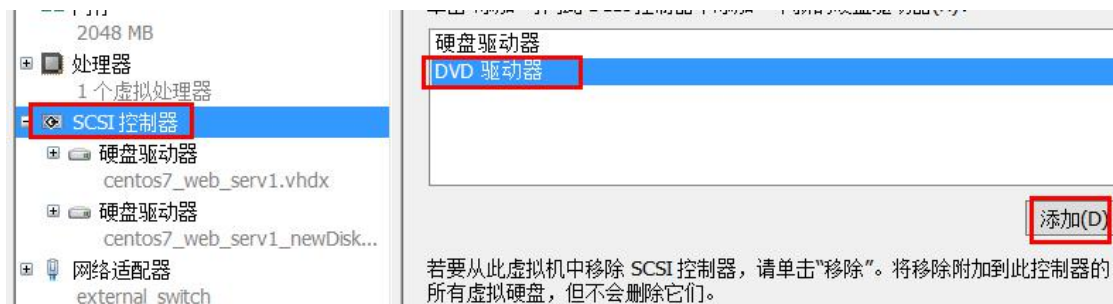 2048 MB
处理器
1 个虚拟处理器
SCSI 控制器
硬盘驱动器
centos7_web_serv1.vhdx
硬盘驱动器
centos7_web_serv1_newDisk...
网络适配器
external_switch
硬盘驱动器
DVD 驱动器
添加(D)
若要从此虚拟机中移除 SCSI 控制器，请单击“移除”。将移除附加到此控制器的
所有虚拟硬盘，但不会删除它们。